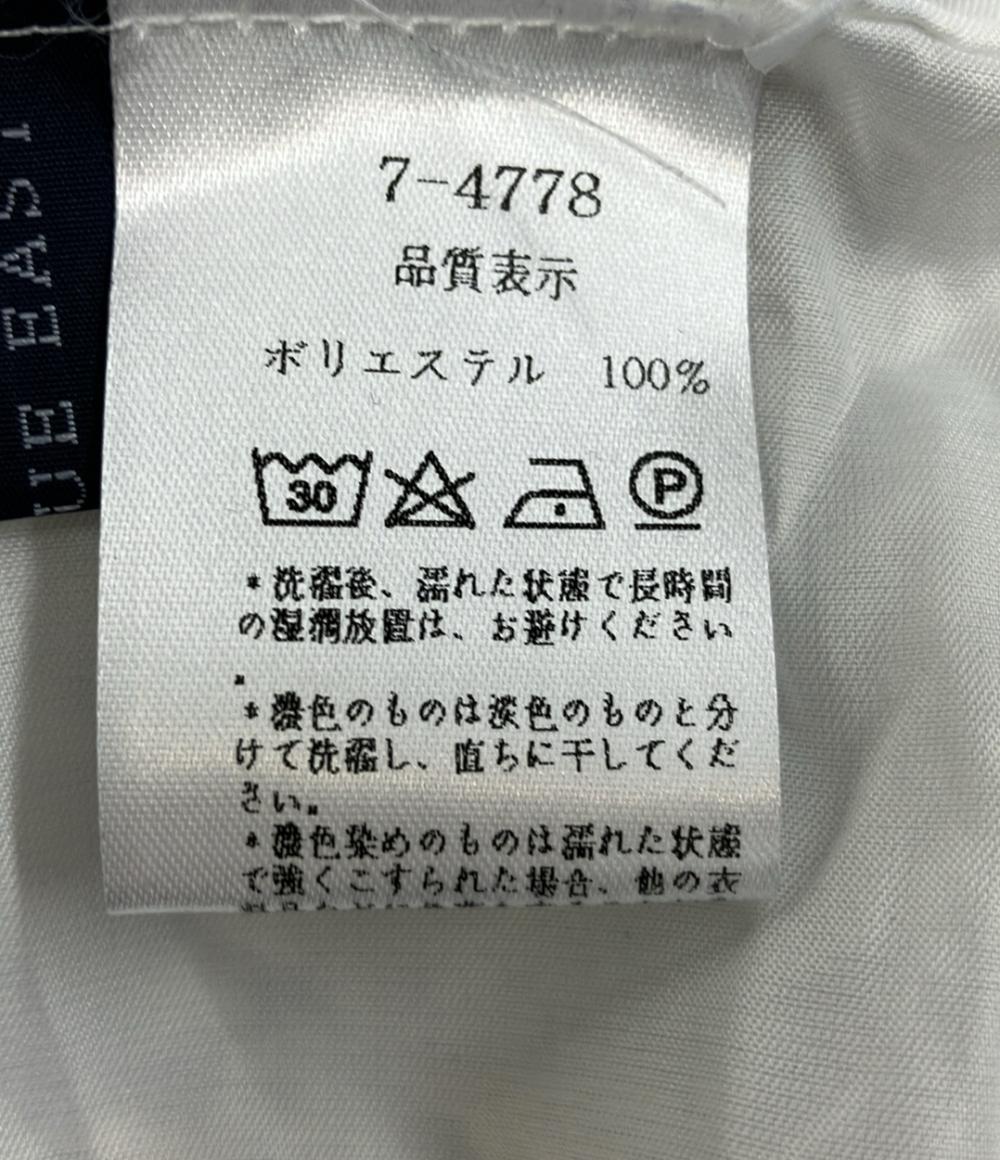 7-4778
品質表示
ポリエステル 100%
30 P
*洗濯後、濡れた状態で長時間
の湿潤放置は、お避けください
。
*濃色のものは淡色のものと分
けて洗濯し、直ちに干してくだ
さい。
*濃色染めのものは濡れた状態
で強くこすられた場合、他の衣
EAST